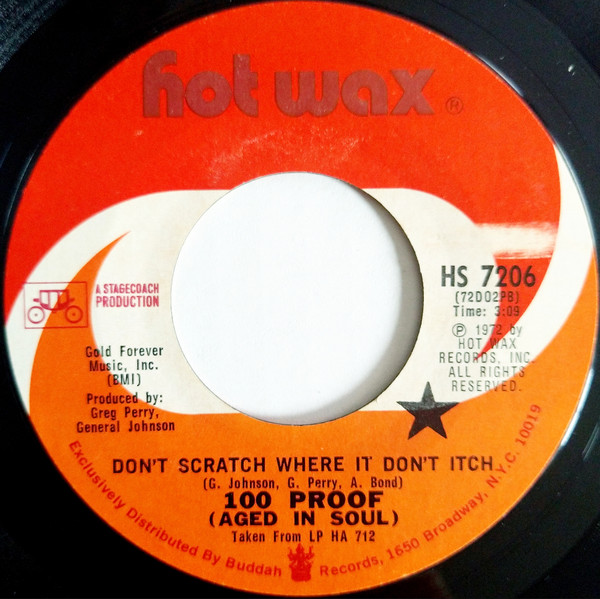 hot wax ®
A STAGECOACH
PRODUCTION
Gold Forever
Music, Inc.
(BMI)
Produced by:
Greg Perry,
General Johnson
HS 7206
(72D02PB)
Time: 3:09
℗ 1972 by
HOT WAX
RECORDS, INC.
ALL RIGHTS
RESERVED.
DON'T SCRATCH WHERE IT DON'T ITCH
(G. Johnson, G. Perry, A. Bond)
100 PROOF
(AGED IN SOUL)
Taken From LP HA 712
Exclusively Distributed By Buddah Records, 1650 Broadway, N.Y.C. 10019